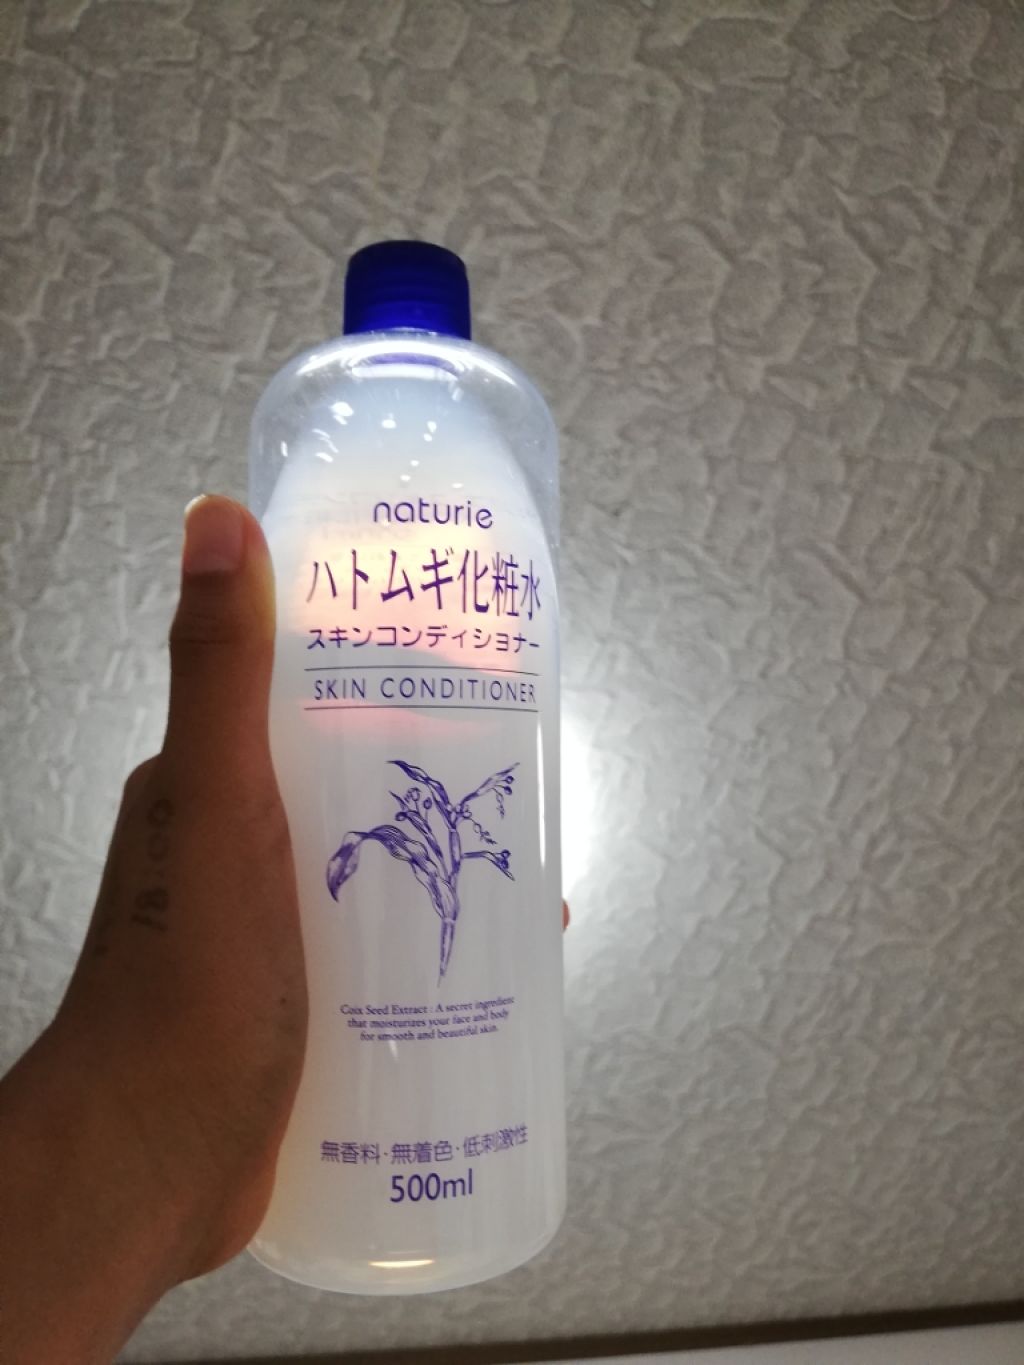 naturie
ハトムギ化粧水
スキンコンディショナー
SKIN CONDITIONER
Coix Seed Extract : A secret ingredient
that moisturizes your face and body
for smooth and beautiful skin.
無香料·無着色·低刺激性
500ml